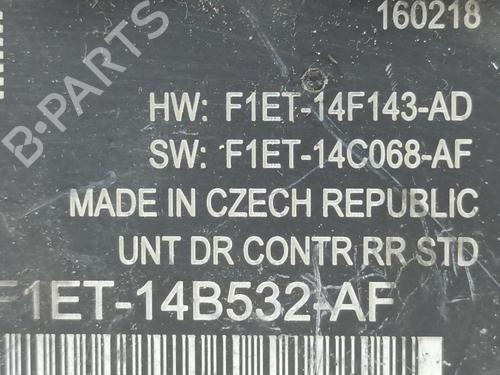 160218
HW: F1ET-14F143-AD
SW: F1ET-14C068-AF
MADE IN CZECH REPUBLIC
UNT DR CONTR RR STD
F1ET-14B532-AF
B-PARTS